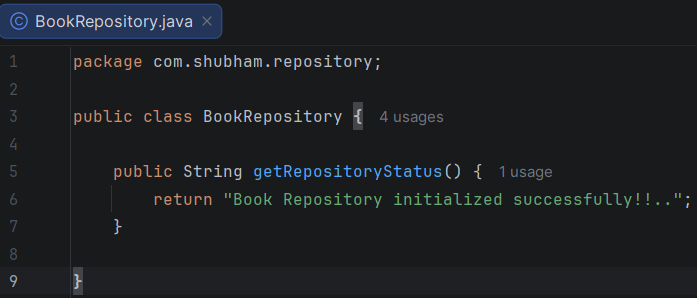 BookRepository.java
1 package com.shubham.repository;
2
3 public class BookRepository { 4 usages
4
5 public String getRepositoryStatus() { 1 usage
6 return "Book Repository initialized successfully!!..";
7 }
8
9 }